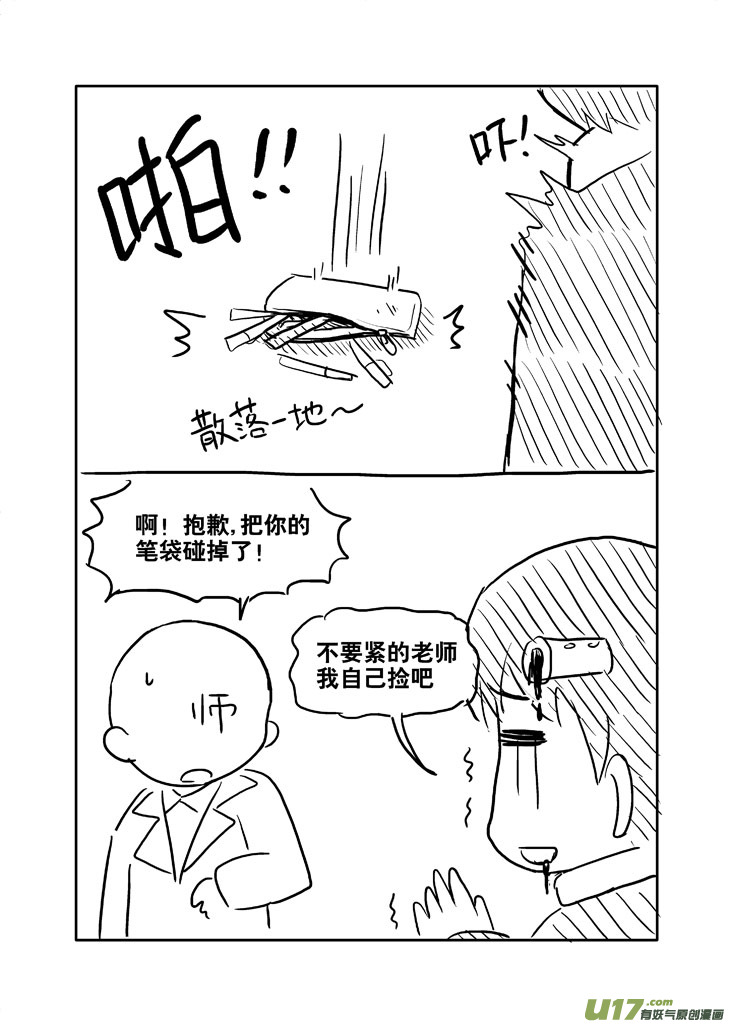 啪!!
吓!
散落一地～
啊！抱歉,把你的
笔袋碰掉了！
不要紧的老师
我自己捡吧
师
U17.com
有妖气原创漫画